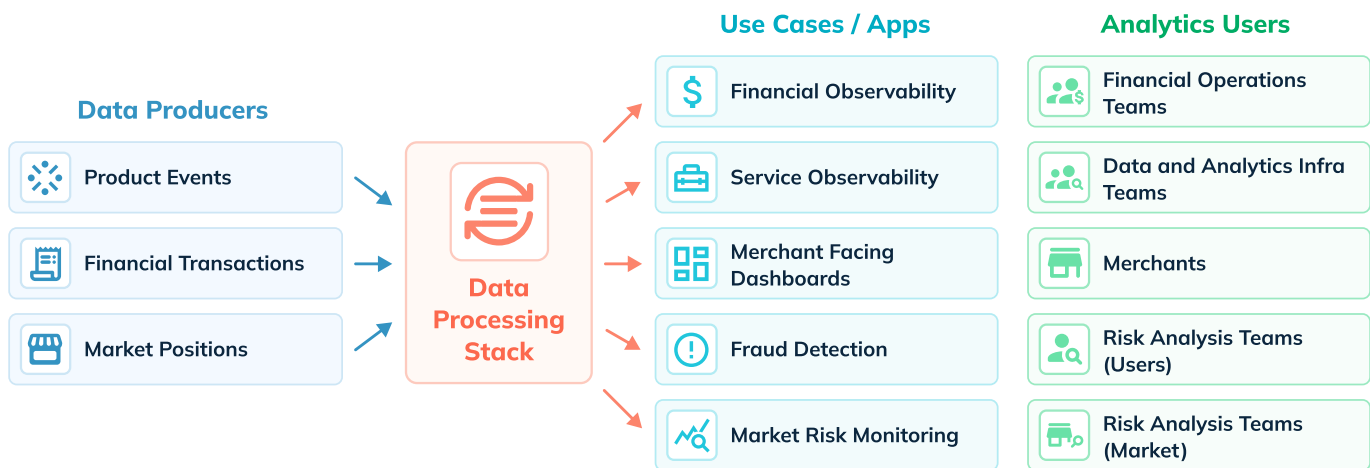 Data Producers
Product Events
Financial Transactions
Market Positions
Data
Processing
Stack
Use Cases / Apps
Financial Observability
Service Observability
Merchant Facing
Dashboards
Fraud Detection
Market Risk Monitoring
Analytics Users
Financial Operations
Teams
Data and Analytics Infra
Teams
Merchants
Risk Analysis Teams
(Users)
Risk Analysis Teams
(Market)